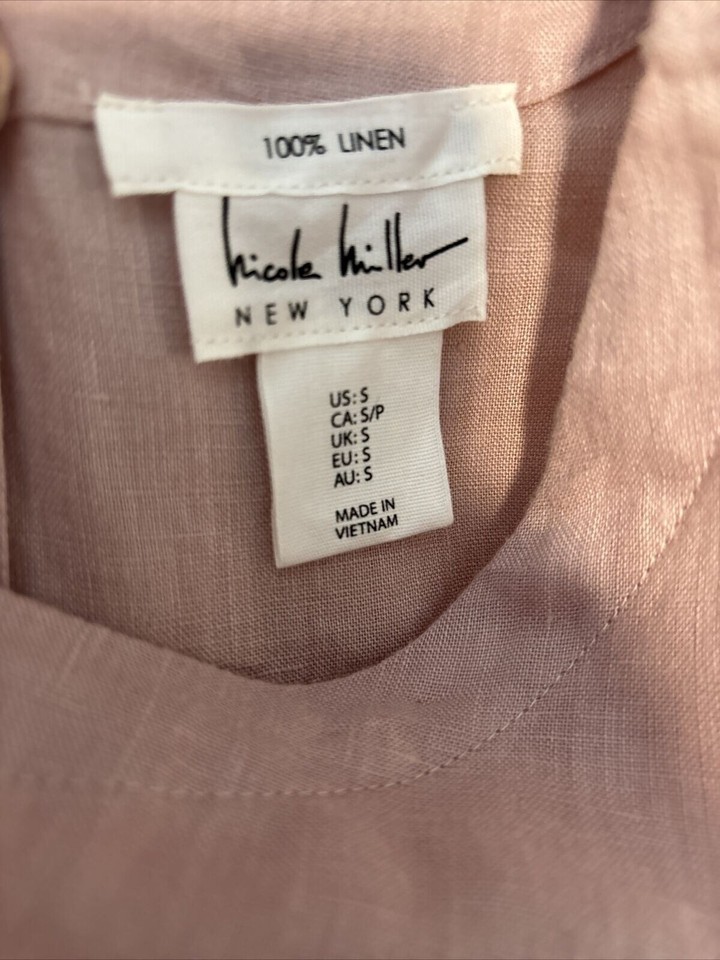 100% LINEN
Nicole Miller
NEW YORK
US: S
CA: S/P
UK: S
EU: S
AU: S
MADE IN
VIETNAM